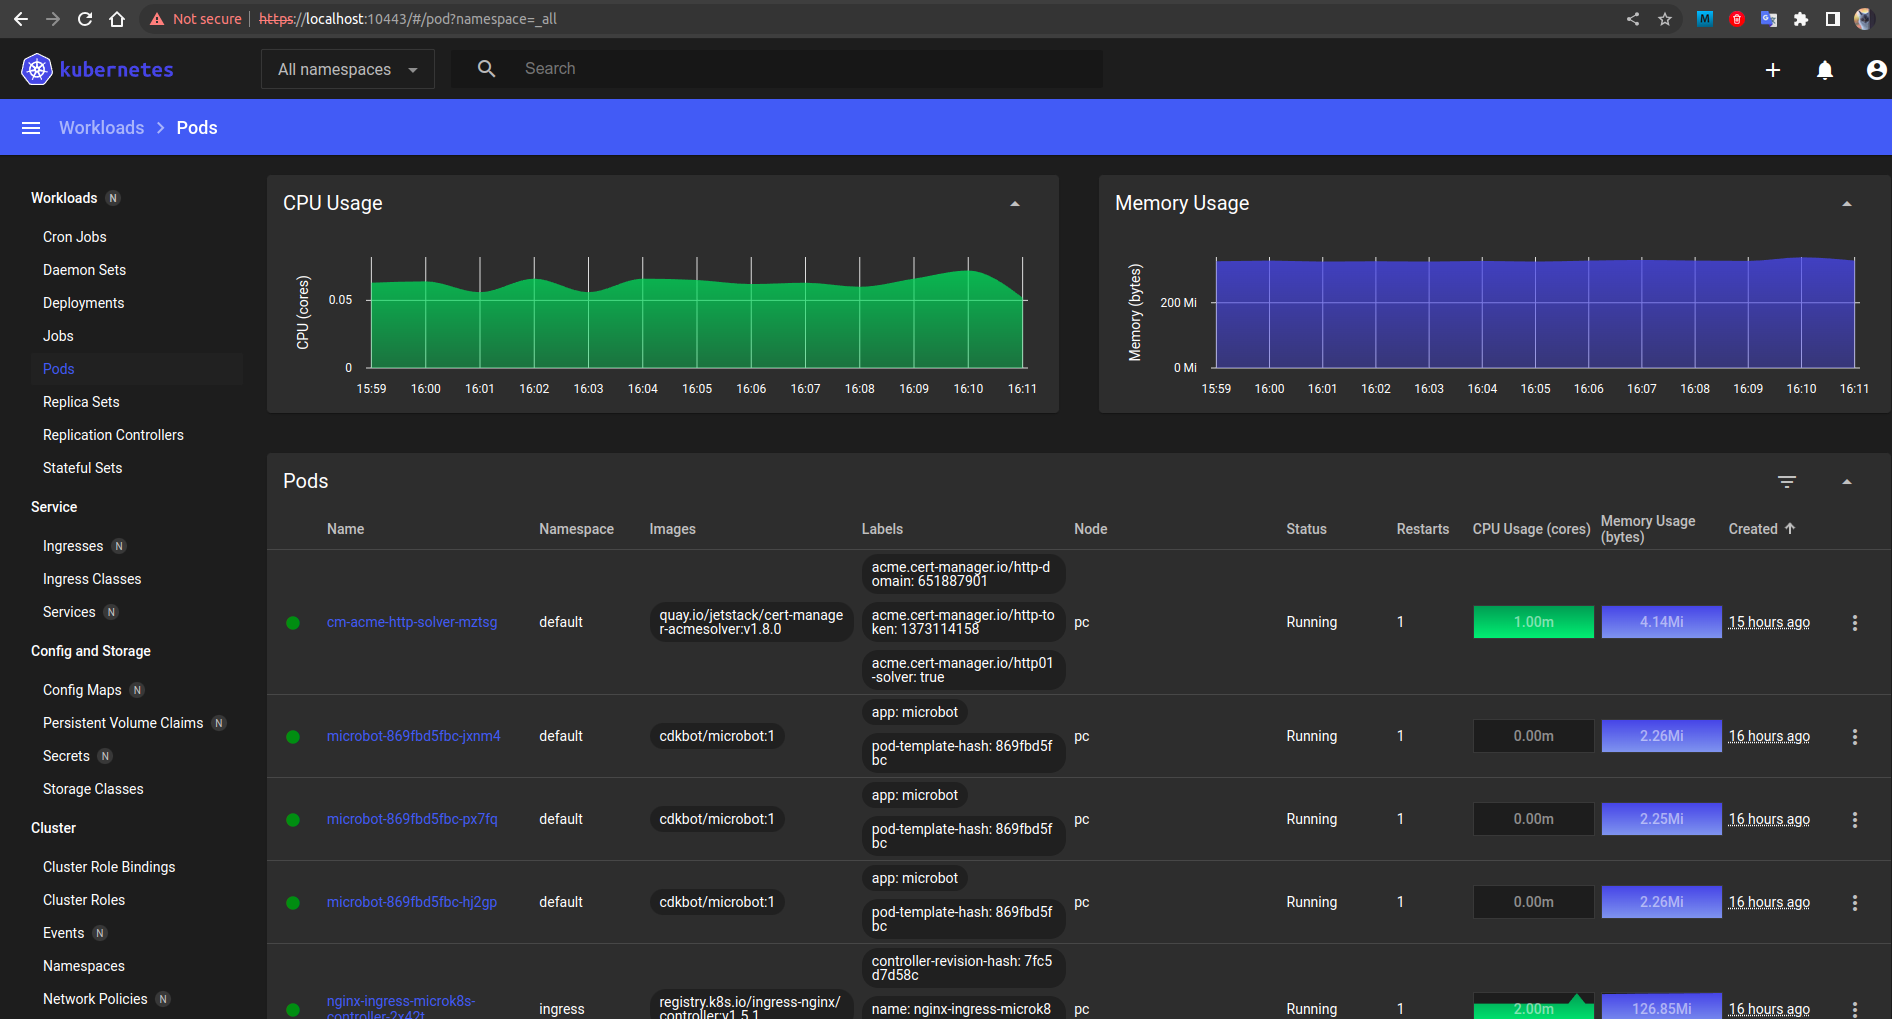 Not secure https://localhost:10443/#/pod?namespace=_all
kubernetes
All namespaces
Search
Workloads > Pods
Workloads N
Cron Jobs
Daemon Sets
Deployments
Jobs
Pods
Replica Sets
Replication Controllers
Stateful Sets
Service
Ingresses N
Ingress Classes
Services N
Config and Storage
Config Maps N
Persistent Volume Claims N
Secrets N
Storage Classes
Cluster
Cluster Role Bindings
Cluster Roles
Events N
Namespaces
Network Policies N
CPU Usage
CPU (cores)
0.05
0
15:59 16:00 16:01 16:02 16:03 16:04 16:05 16:06 16:07 16:08 16:09 16:10 16:11
Memory Usage
Memory (bytes)
200 Mi
0 Mi
15:59 16:00 16:01 16:02 16:03 16:04 16:05 16:06 16:07 16:08 16:09 16:10 16:11
Pods
Name Namespace Images Labels Node Status Restarts CPU Usage (cores) Memory Usage
(bytes) Created
acme.cert-manager.io/http-d
omain: 651887901
cm-acme-http-solver-mztsg default quay.io/jetstack/cert-manage
r-acmesolver:v1.8.0 acme.cert-manager.io/http-to
ken: 1373114158 pc Running 1 1.00m 4.14Mi 15 hours ago
acme.cert-manager.io/http01
-solver: true
app: microbot
microbot-869fbd5fbc-jxnm4 default cdkbot/microbot:1 pc Running 1 0.00m 2.26Mi 16 hours ago
pod-template-hash: 869fbd5f
bc
app: microbot
microbot-869fbd5fbc-px7fq default cdkbot/microbot:1 pc Running 1 0.00m 2.25Mi 16 hours ago
pod-template-hash: 869fbd5f
bc
app: microbot
microbot-869fbd5fbc-hj2gp default cdkbot/microbot:1 pc Running 1 0.00m 2.26Mi 16 hours ago
pod-template-hash: 869fbd5f
bc
controller-revision-hash: 7fc5
d7d58c
nginx-ingress-microk8s-
controller-2x42t ingress registry.k8s.io/ingress-nginx/
controller:v1.5.1 name: nginx-ingress-microk8 pc Running 1 2.00m 126.85Mi 16 hours ago